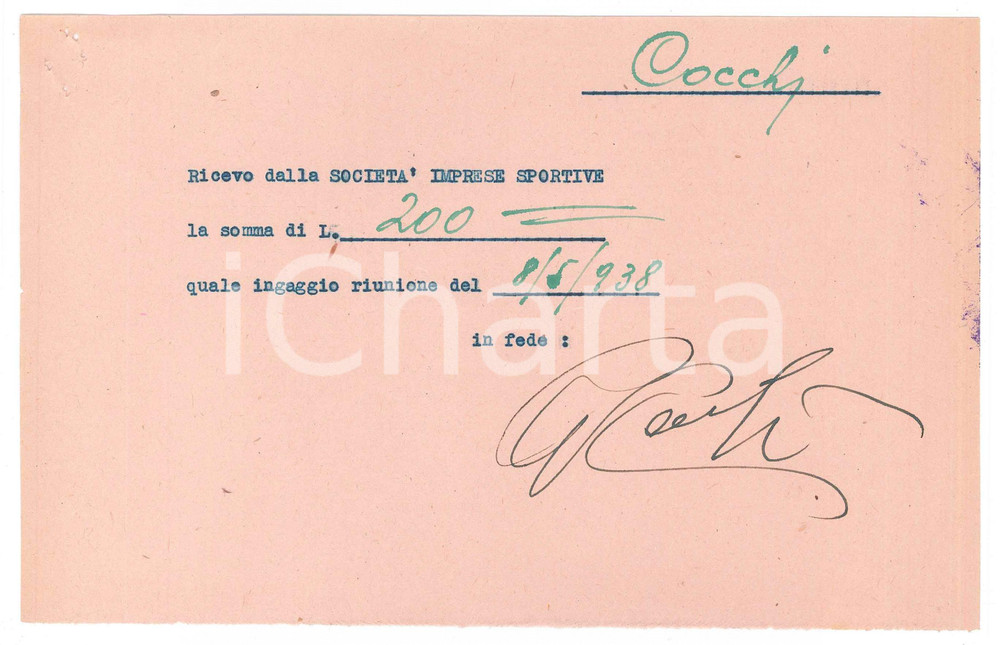 Cocchi
Ricevo dalla SOCIETA' IMPRESE SPORTIVE
la somma di L. 200
quale ingaggio riunione del 8/5/938
in fede :
Cocchi
iCharta